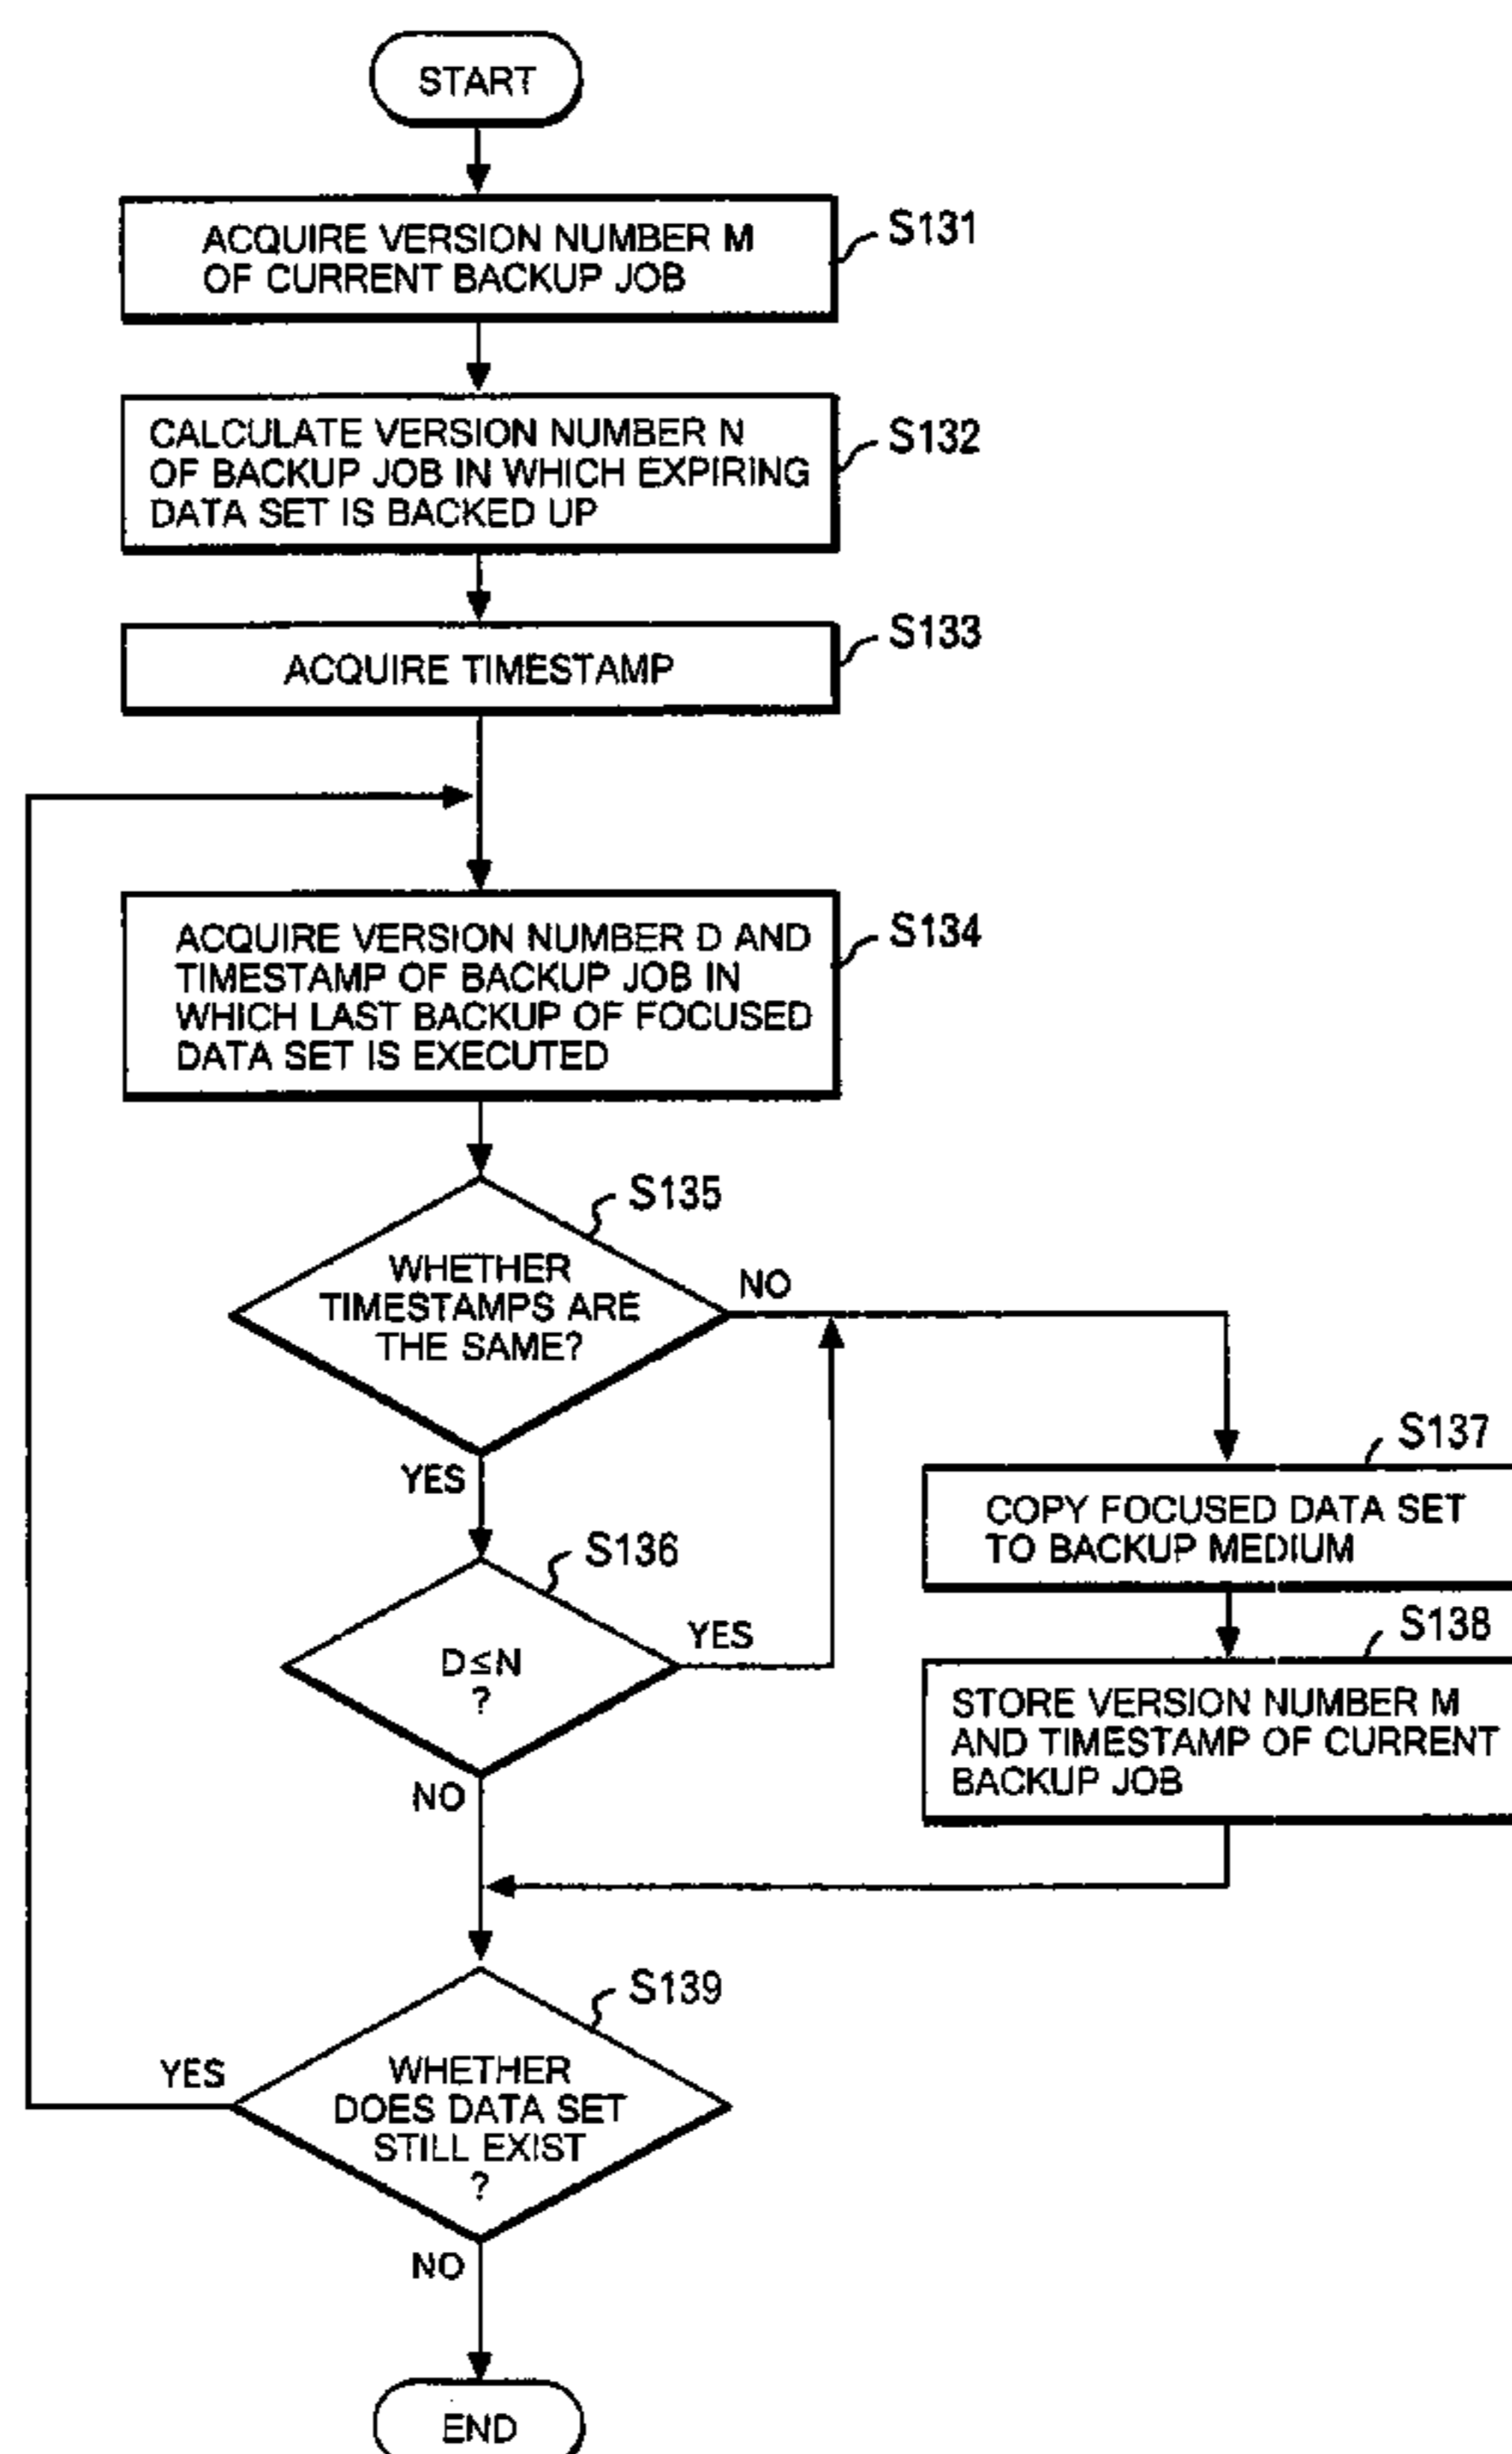 START
ACQUIRE VERSION NUMBER M
OF CURRENT BACKUP JOB
S131
CALCULATE VERSION NUMBER N
OF BACKUP JOB IN WHICH EXPIRING
DATA SET IS BACKED UP
S132
ACQUIRE TIMESTAMP
S133
ACQUIRE VERSION NUMBER D AND
TIMESTAMP OF BACKUP JOB IN
WHICH LAST BACKUP OF FOCUSED
DATA SET IS EXECUTED
S134
S135
WHETHER
TIMESTAMPS ARE
THE SAME?
NO
YES
S136
D≤N
?
YES
NO
S137
COPY FOCUSED DATA SET
TO BACKUP MEDIUM
S138
STORE VERSION NUMBER M
AND TIMESTAMP OF CURRENT
BACKUP JOB
S139
WHETHER
DOES DATA SET
STILL EXIST
?
YES
NO
END